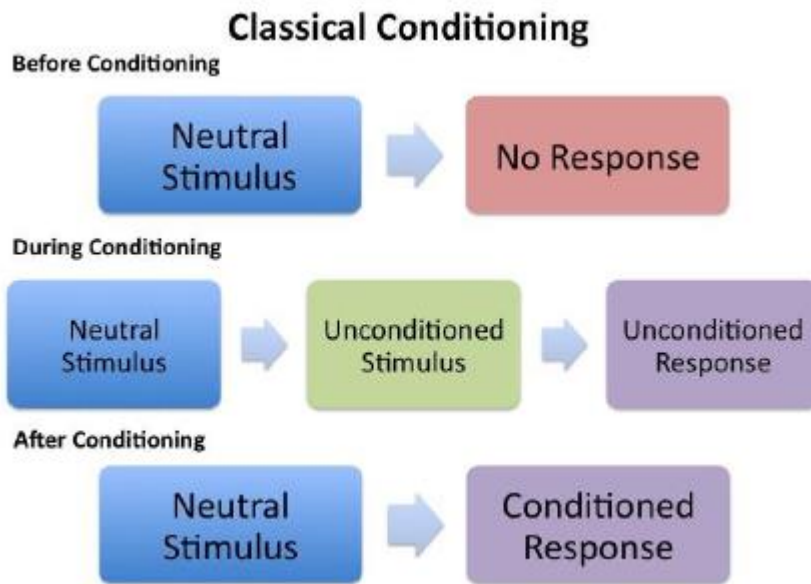 Classical Conditioning
Before Conditioning
Neutral
Stimulus
No Response
During Conditioning
Neutral
Stimulus
Unconditioned
Stimulus
Unconditioned
Response
After Conditioning
Neutral
Stimulus
Conditioned
Response